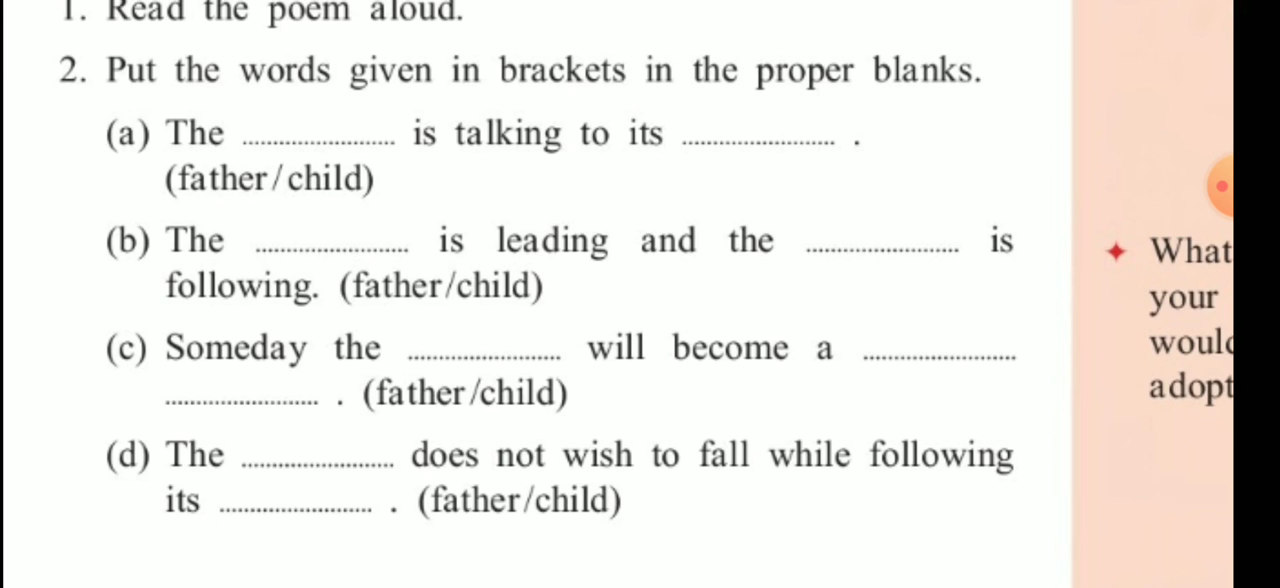 1. Read the poem aloud.
2. Put the words given in brackets in the proper blanks.
(a) The ......................... is talking to its ......................... .
(father/child)
(b) The ......................... is leading and the ......................... is
following. (father/child)
(c) Someday the ......................... will become a .........................
......................... . (father/child)
(d) The ......................... does not wish to fall while following
its ......................... . (father/child)
What
your
adopt